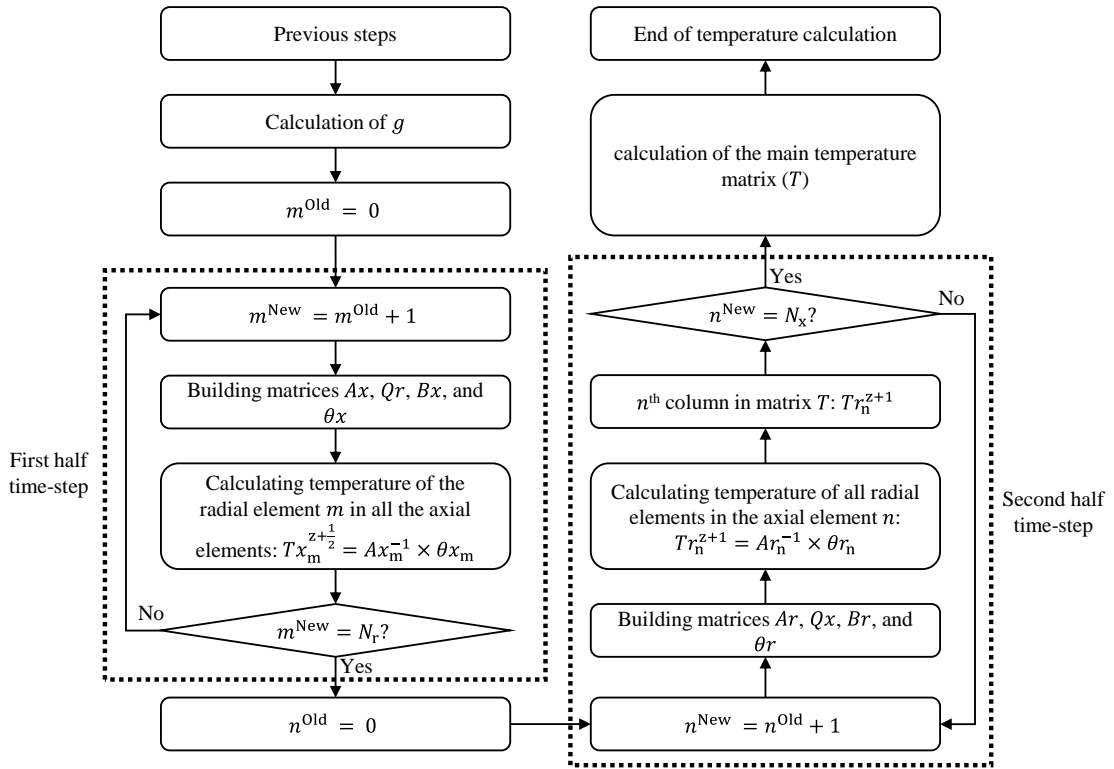 Previous steps
Calculation of g
m^Old = 0
m^New = m^Old + 1
Building matrices Ax, Qr, Bx, and
θx
Calculating temperature of the
radial element m in all the axial
elements: Tx_m^(z+1/2) = Ax_m^−1 × θx_m
m^New = N_r?
No
Yes
First half
time-step
n^Old = 0
n^New = n^Old + 1
Building matrices Ar, Qx, Br, and
θr
Calculating temperature of all radial
elements in the axial element n:
Tr_n^(z+1) = Ar_n^−1 × θr_n
n^th column in matrix T: Tr_n^(z+1)
n^New = N_x?
No
Yes
Second half
time-step
calculation of the main temperature
matrix (T)
End of temperature calculation